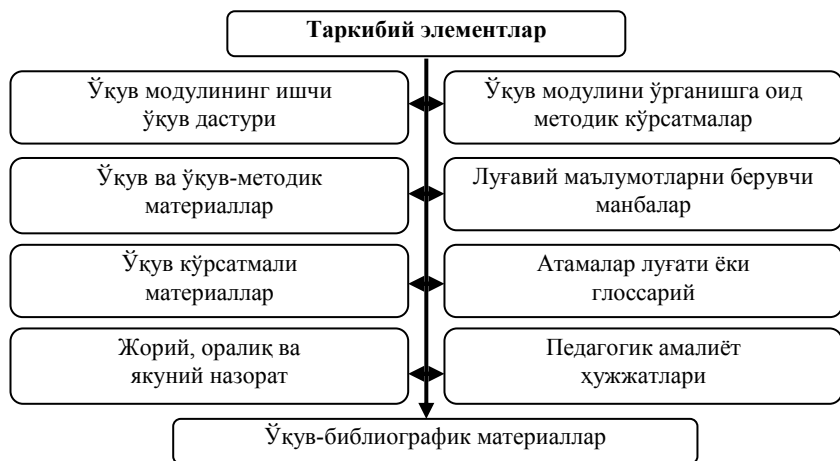 Таркибий элементлар
Ўқув модулининг ишчи
ўқув дастури
Ўқув модулини ўрганишга оид
методик кўрсатмалар
Ўқув ва ўқув-методик
материаллар
Луғавий маълумотларни берувчи
манбалар
Ўқув кўрсатмали
материаллар
Атамалар луғати ёки
глоссарий
Жорий, оралиқ ва
якуний назорат
Педагогик амалиёт
ҳужжатлари
Ўқув-библиографик материаллар